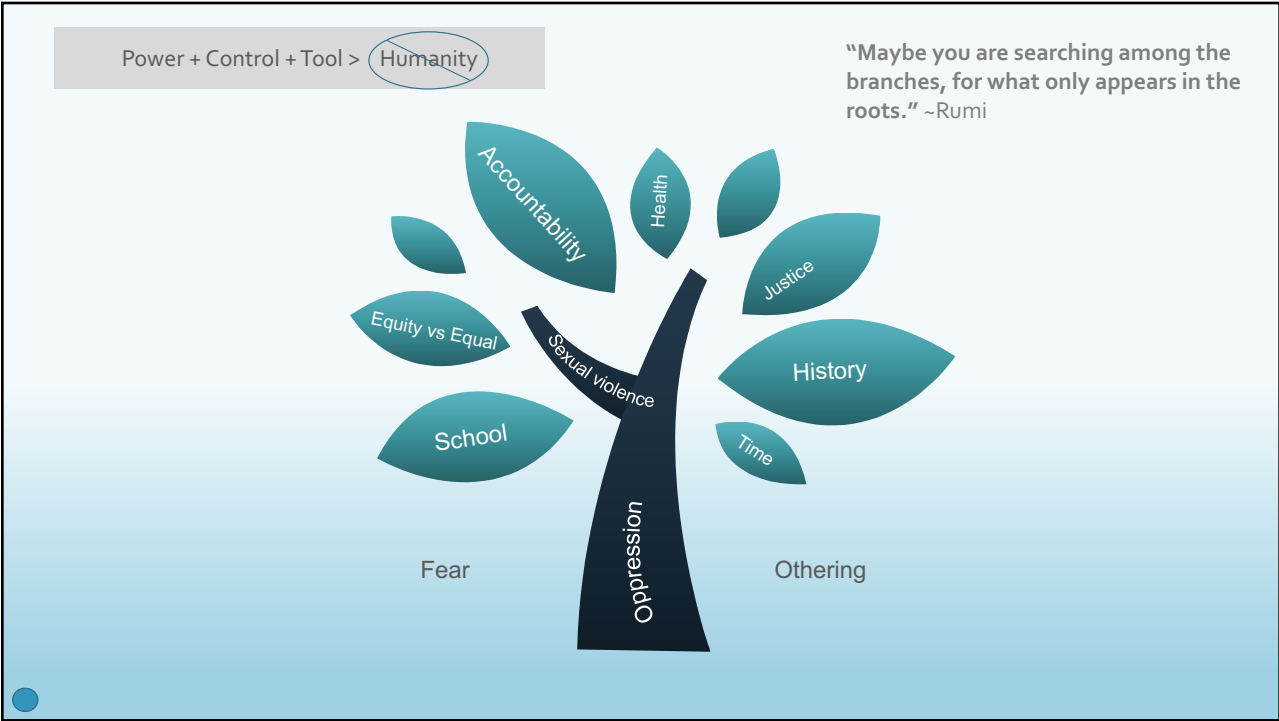 Power + Control + Tool > Humanity
“Maybe you are searching among the
branches, for what only appears in the
roots.” ~Rumi
Accountability
Health
Justice
Equity vs Equal
Sexual violence
History
School
Time
Oppression
Fear
Othering